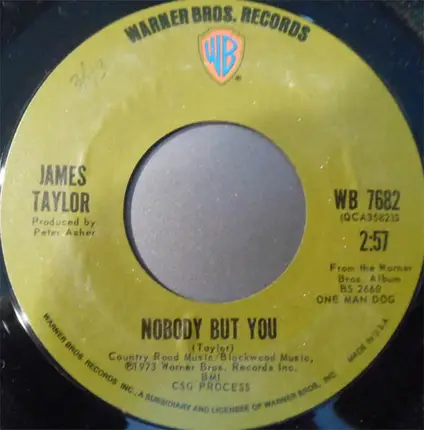 WARNER BROS. RECORDS
WB
®
JAMES
TAYLOR
Produced by
Peter Asher
WB 7682
(QCA3582)S
2:57
From the Warner
Bros. Album
BS 2660
ONE MAN DOG
NOBODY BUT YOU
(Taylor)
Country Road Music/Blackwood Music,
©1973 Warner Bros. Records Inc.
BMI
CSG PROCESS
MADE IN U.S.A.
WARNER BROS. RECORDS INC., A SUBSIDIARY AND LICENSEE OF WARNER BROS. INC.